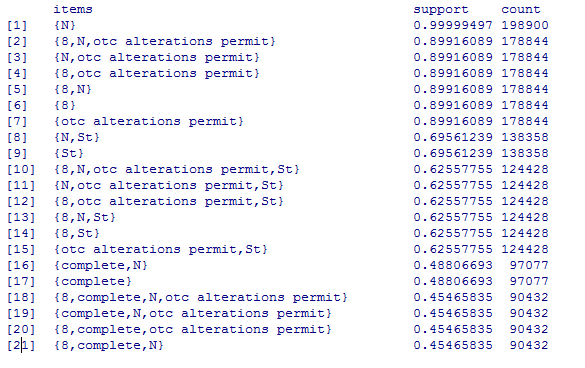 items support count
[1] {N} 0.99999497 198900
[2] {8,N,otc alterations permit} 0.89916089 178844
[3] {N,otc alterations permit} 0.89916089 178844
[4] {8,otc alterations permit} 0.89916089 178844
[5] {8,N} 0.89916089 178844
[6] {8} 0.89916089 178844
[7] {otc alterations permit} 0.89916089 178844
[8] {N,St} 0.69561239 138358
[9] {St} 0.69561239 138358
[10] {8,N,otc alterations permit,St} 0.62557755 124428
[11] {N,otc alterations permit,St} 0.62557755 124428
[12] {8,otc alterations permit,St} 0.62557755 124428
[13] {8,N,St} 0.62557755 124428
[14] {8,St} 0.62557755 124428
[15] {otc alterations permit,St} 0.62557755 124428
[16] {complete,N} 0.48806693 97077
[17] {complete} 0.48806693 97077
[18] {8,complete,N,otc alterations permit} 0.45465835 90432
[19] {complete,N,otc alterations permit} 0.45465835 90432
[20] {8,complete,otc alterations permit} 0.45465835 90432
[21] {8,complete,N} 0.45465835 90432